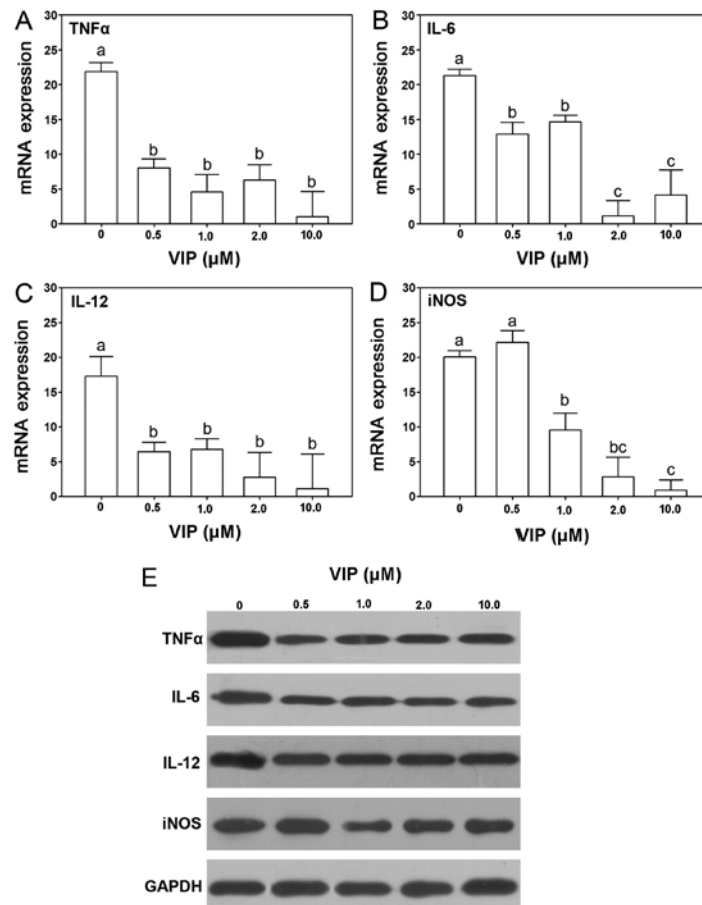 A
TNFα
a
b
b
b
b
30
25
20
15
10
5
0
mRNA expression
0 0.5 1.0 2.0 10.0
VIP (µM)
B
IL-6
a
b
b
c
c
30
25
20
15
10
5
0
mRNA expression
0 0.5 1.0 2.0 10.0
VIP (µM)
C
IL-12
a
b
b
b
b
30
25
20
15
10
5
0
mRNA expression
0 0.5 1.0 2.0 10.0
VIP (µM)
D
iNOS
a
a
b
bc
c
30
25
20
15
10
5
0
mRNA expression
0 0.5 1.0 2.0 10.0
VIP (µM)
E
VIP (µM)
0 0.5 1.0 2.0 10.0
TNFα
IL-6
IL-12
iNOS
GAPDH